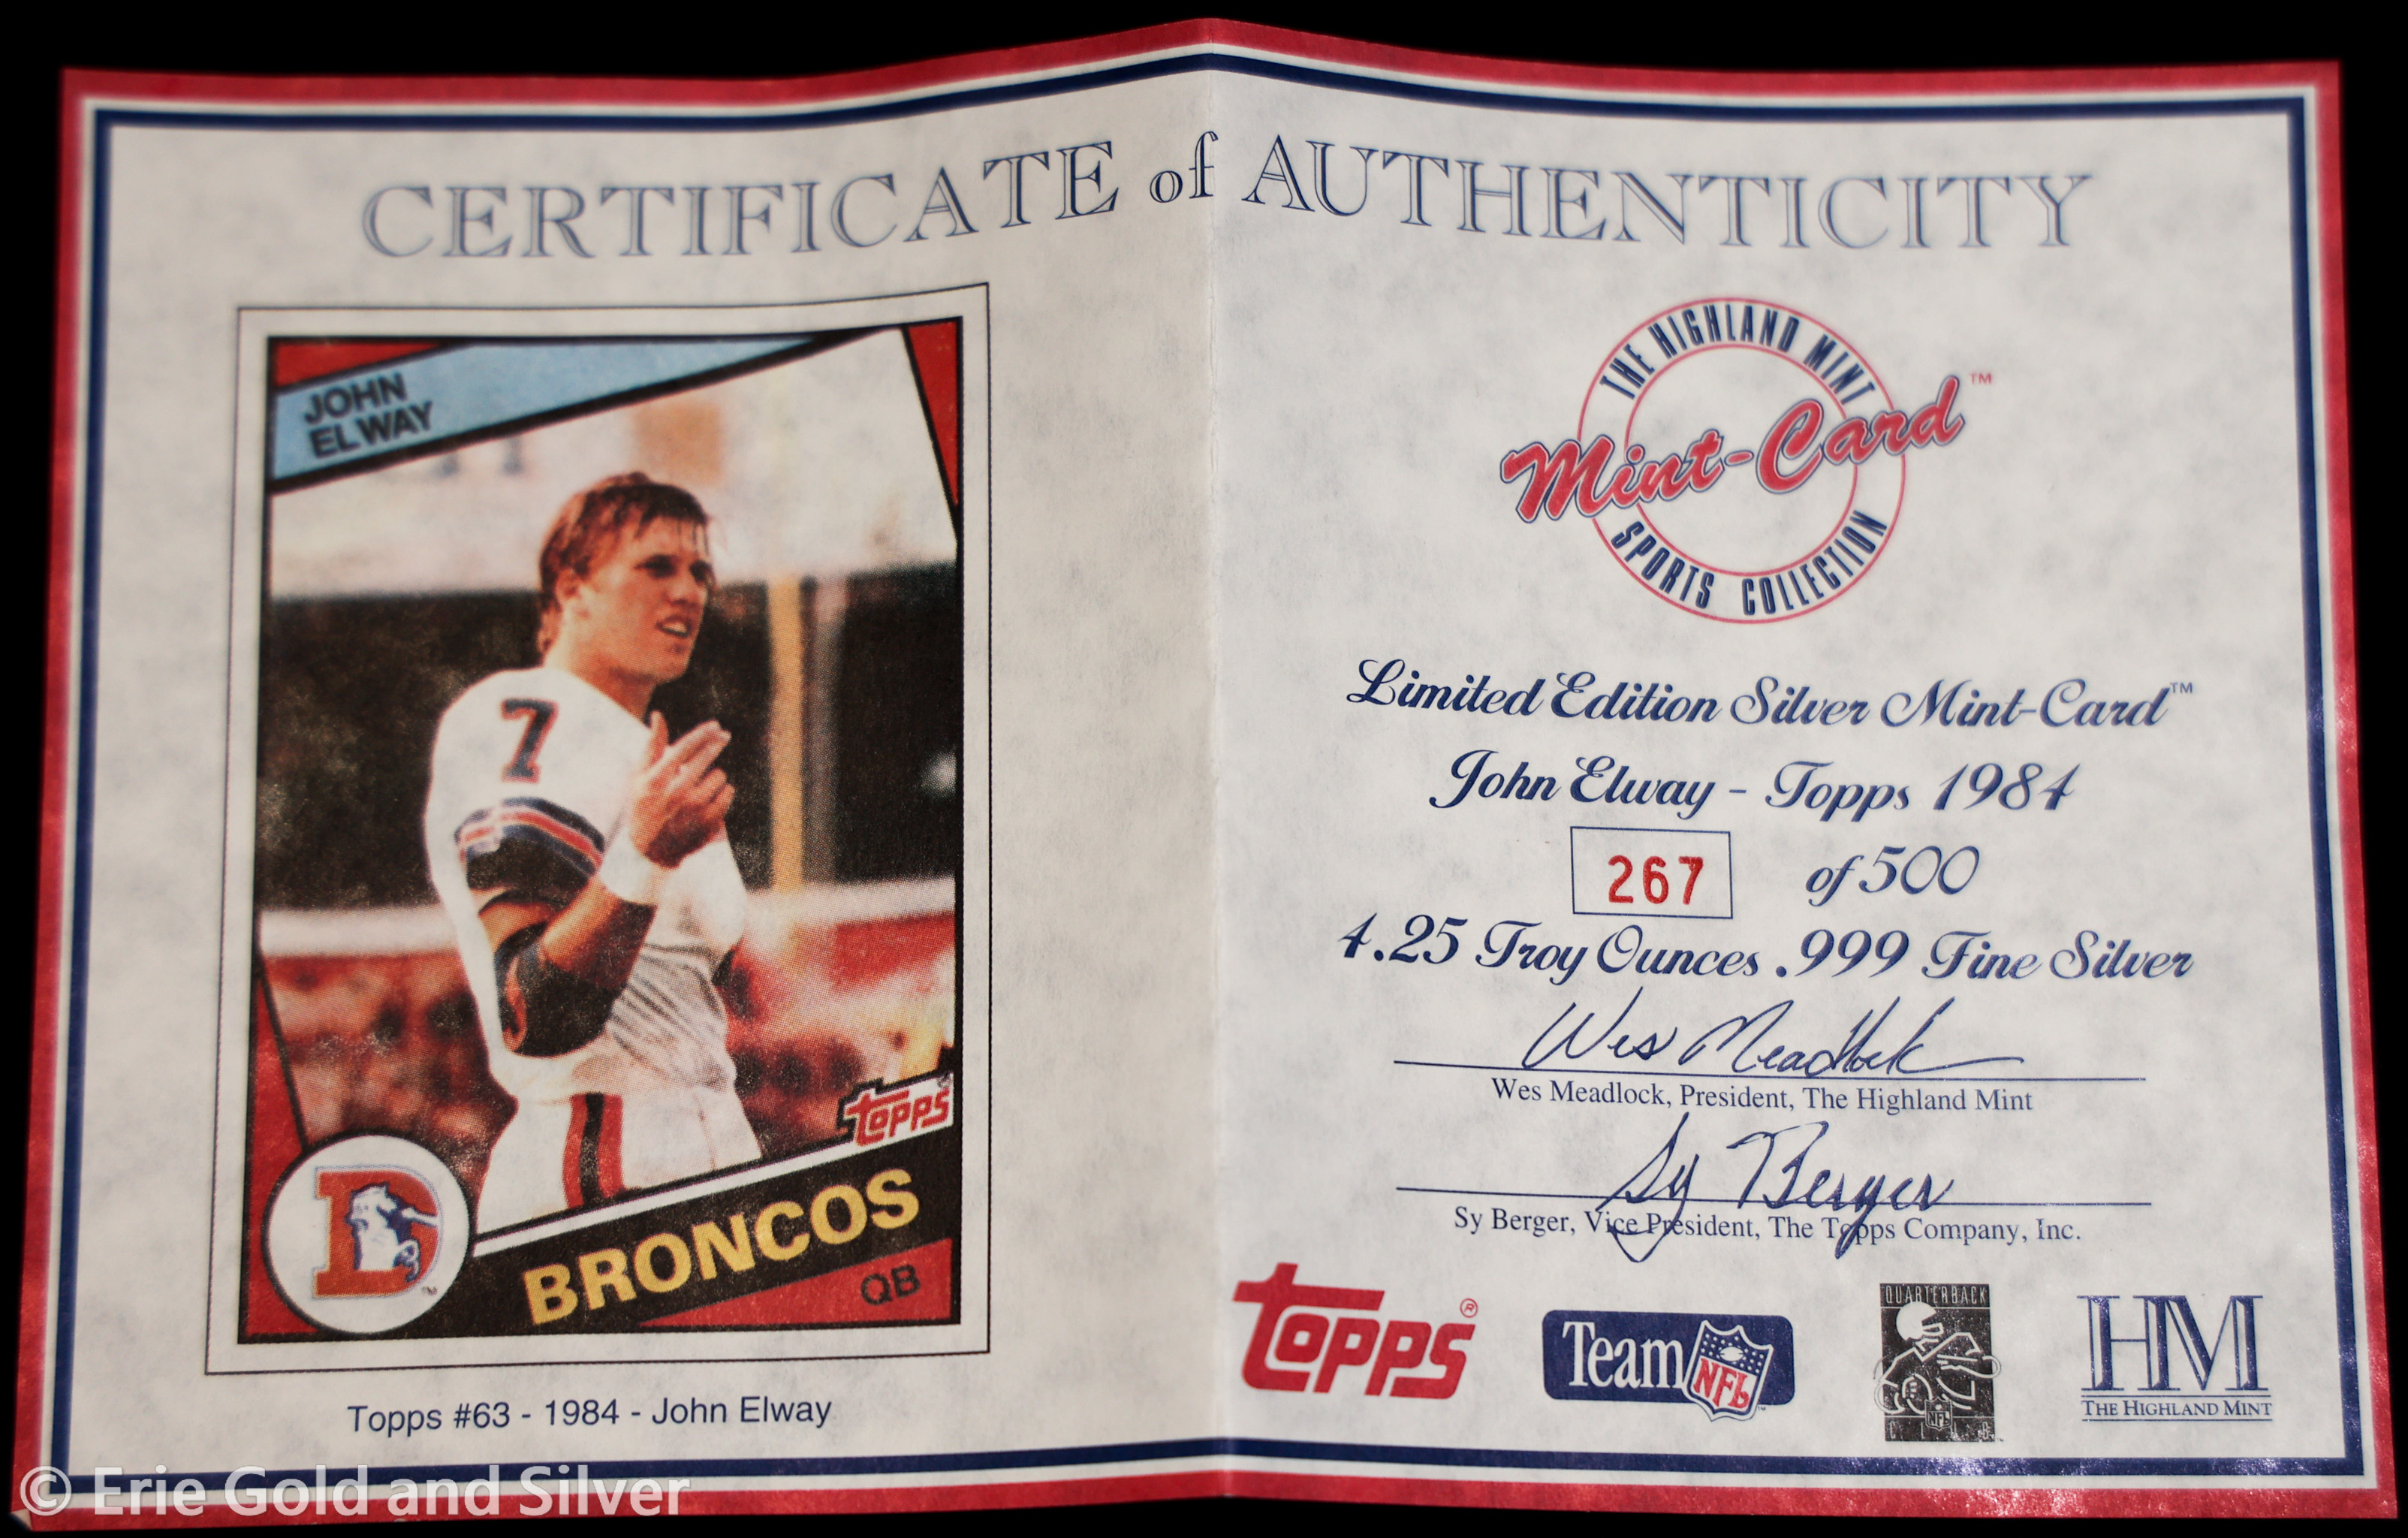 CERTIFICATE of AUTHENTICITY
JOHN
ELWAY
7
topps®
BRONCOS
QB
D
™
Topps #63 - 1984 - John Elway
THE HIGHLAND MINT
Mint-Card™
SPORTS COLLECTION
Limited Edition Silver Mint-Card™
John Elway - Topps 1984
267 of 500
4.25 Troy Ounces .999 Fine Silver
Wes Meadlock
Wes Meadlock, President, The Highland Mint
Sy Berger
Sy Berger, Vice President, The Topps Company, Inc.
topps®
Team NFL™
QUARTERBACK
NFL
CLUB™
HM
THE HIGHLAND MINT
© Erie Gold and Silver